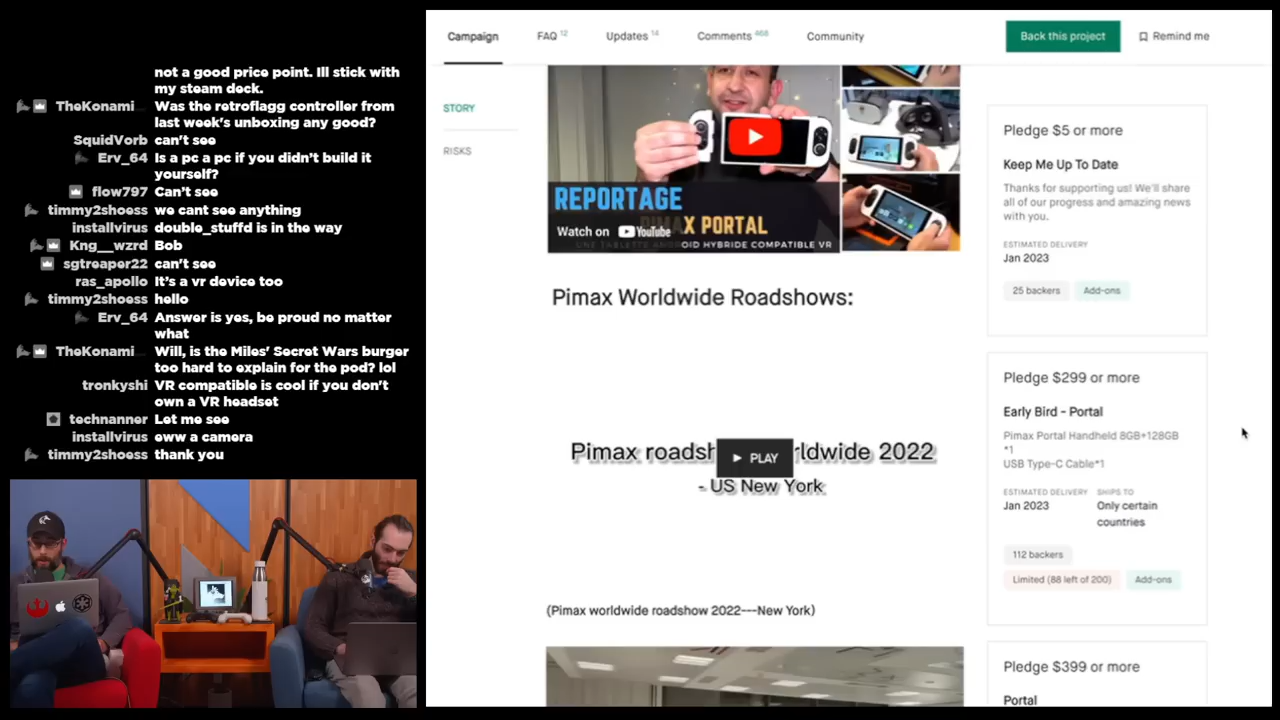 not a good price point. Ill stick with
my steam deck.
TheKonami Was the retroflagg controller from
last week's unboxing any good?
SquidVorb can't see
Erv_64 Is a pc a pc if you didn't build it
yourself?
flow797 Can't see
timmy2shoess we cant see anything
installvirus double_stuffd is in the way
Kng__wzrd Bob
sgtreaper22 can't see
ras_apollo It's a vr device too
timmy2shoess hello
Erv_64 Answer is yes, be proud no matter
what
TheKonami Will, is the Miles' Secret Wars burger
too hard to explain for the pod? lol
tronkyshi VR compatible is cool if you don't
own a VR headset
technanner Let me see
installvirus eww a camera
timmy2shoess thank you
Campaign FAQ 12 Updates 14 Comments 468 Community Back this project Remind me
STORY
RISKS
REPORTAGE
X PORTAL
Watch on YouTube
OID HYBRIDE COMPATIBLE VR
Pimax Worldwide Roadshows:
Pimax roadsh PLAY rldwide 2022
- US New York
(Pimax worldwide roadshow 2022---New York)
Pledge $5 or more
Keep Me Up To Date
Thanks for supporting us! We'll share
all of our progress and amazing news
with you.
ESTIMATED DELIVERY
Jan 2023
25 backers Add-ons
Pledge $299 or more
Early Bird - Portal
Pimax Portal Handheld 8GB+128GB
*1
USB Type-C Cable*1
ESTIMATED DELIVERY SHIPS TO
Jan 2023 Only certain
countries
112 backers
Limited (88 left of 200) Add-ons
Pledge $399 or more
Portal